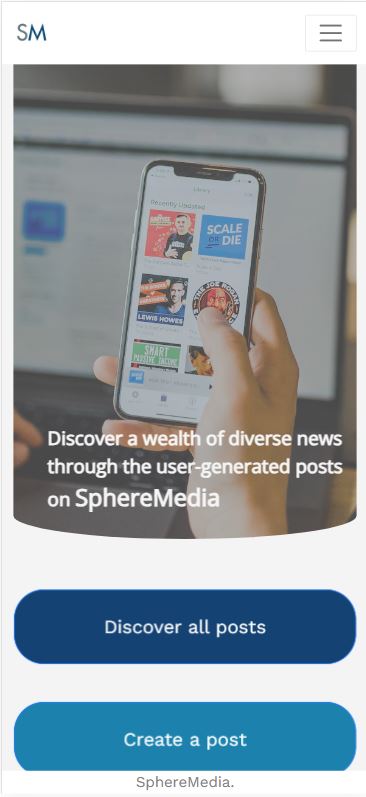 SM
Library
Recently Updated
SCALE
OR
DIE
LEWIS HOWES
THE JOE ROGAN
SMART
PASSIVE INCOME
Discover a wealth of diverse news
through the user-generated posts
on SphereMedia
Discover all posts
Create a post
SphereMedia.